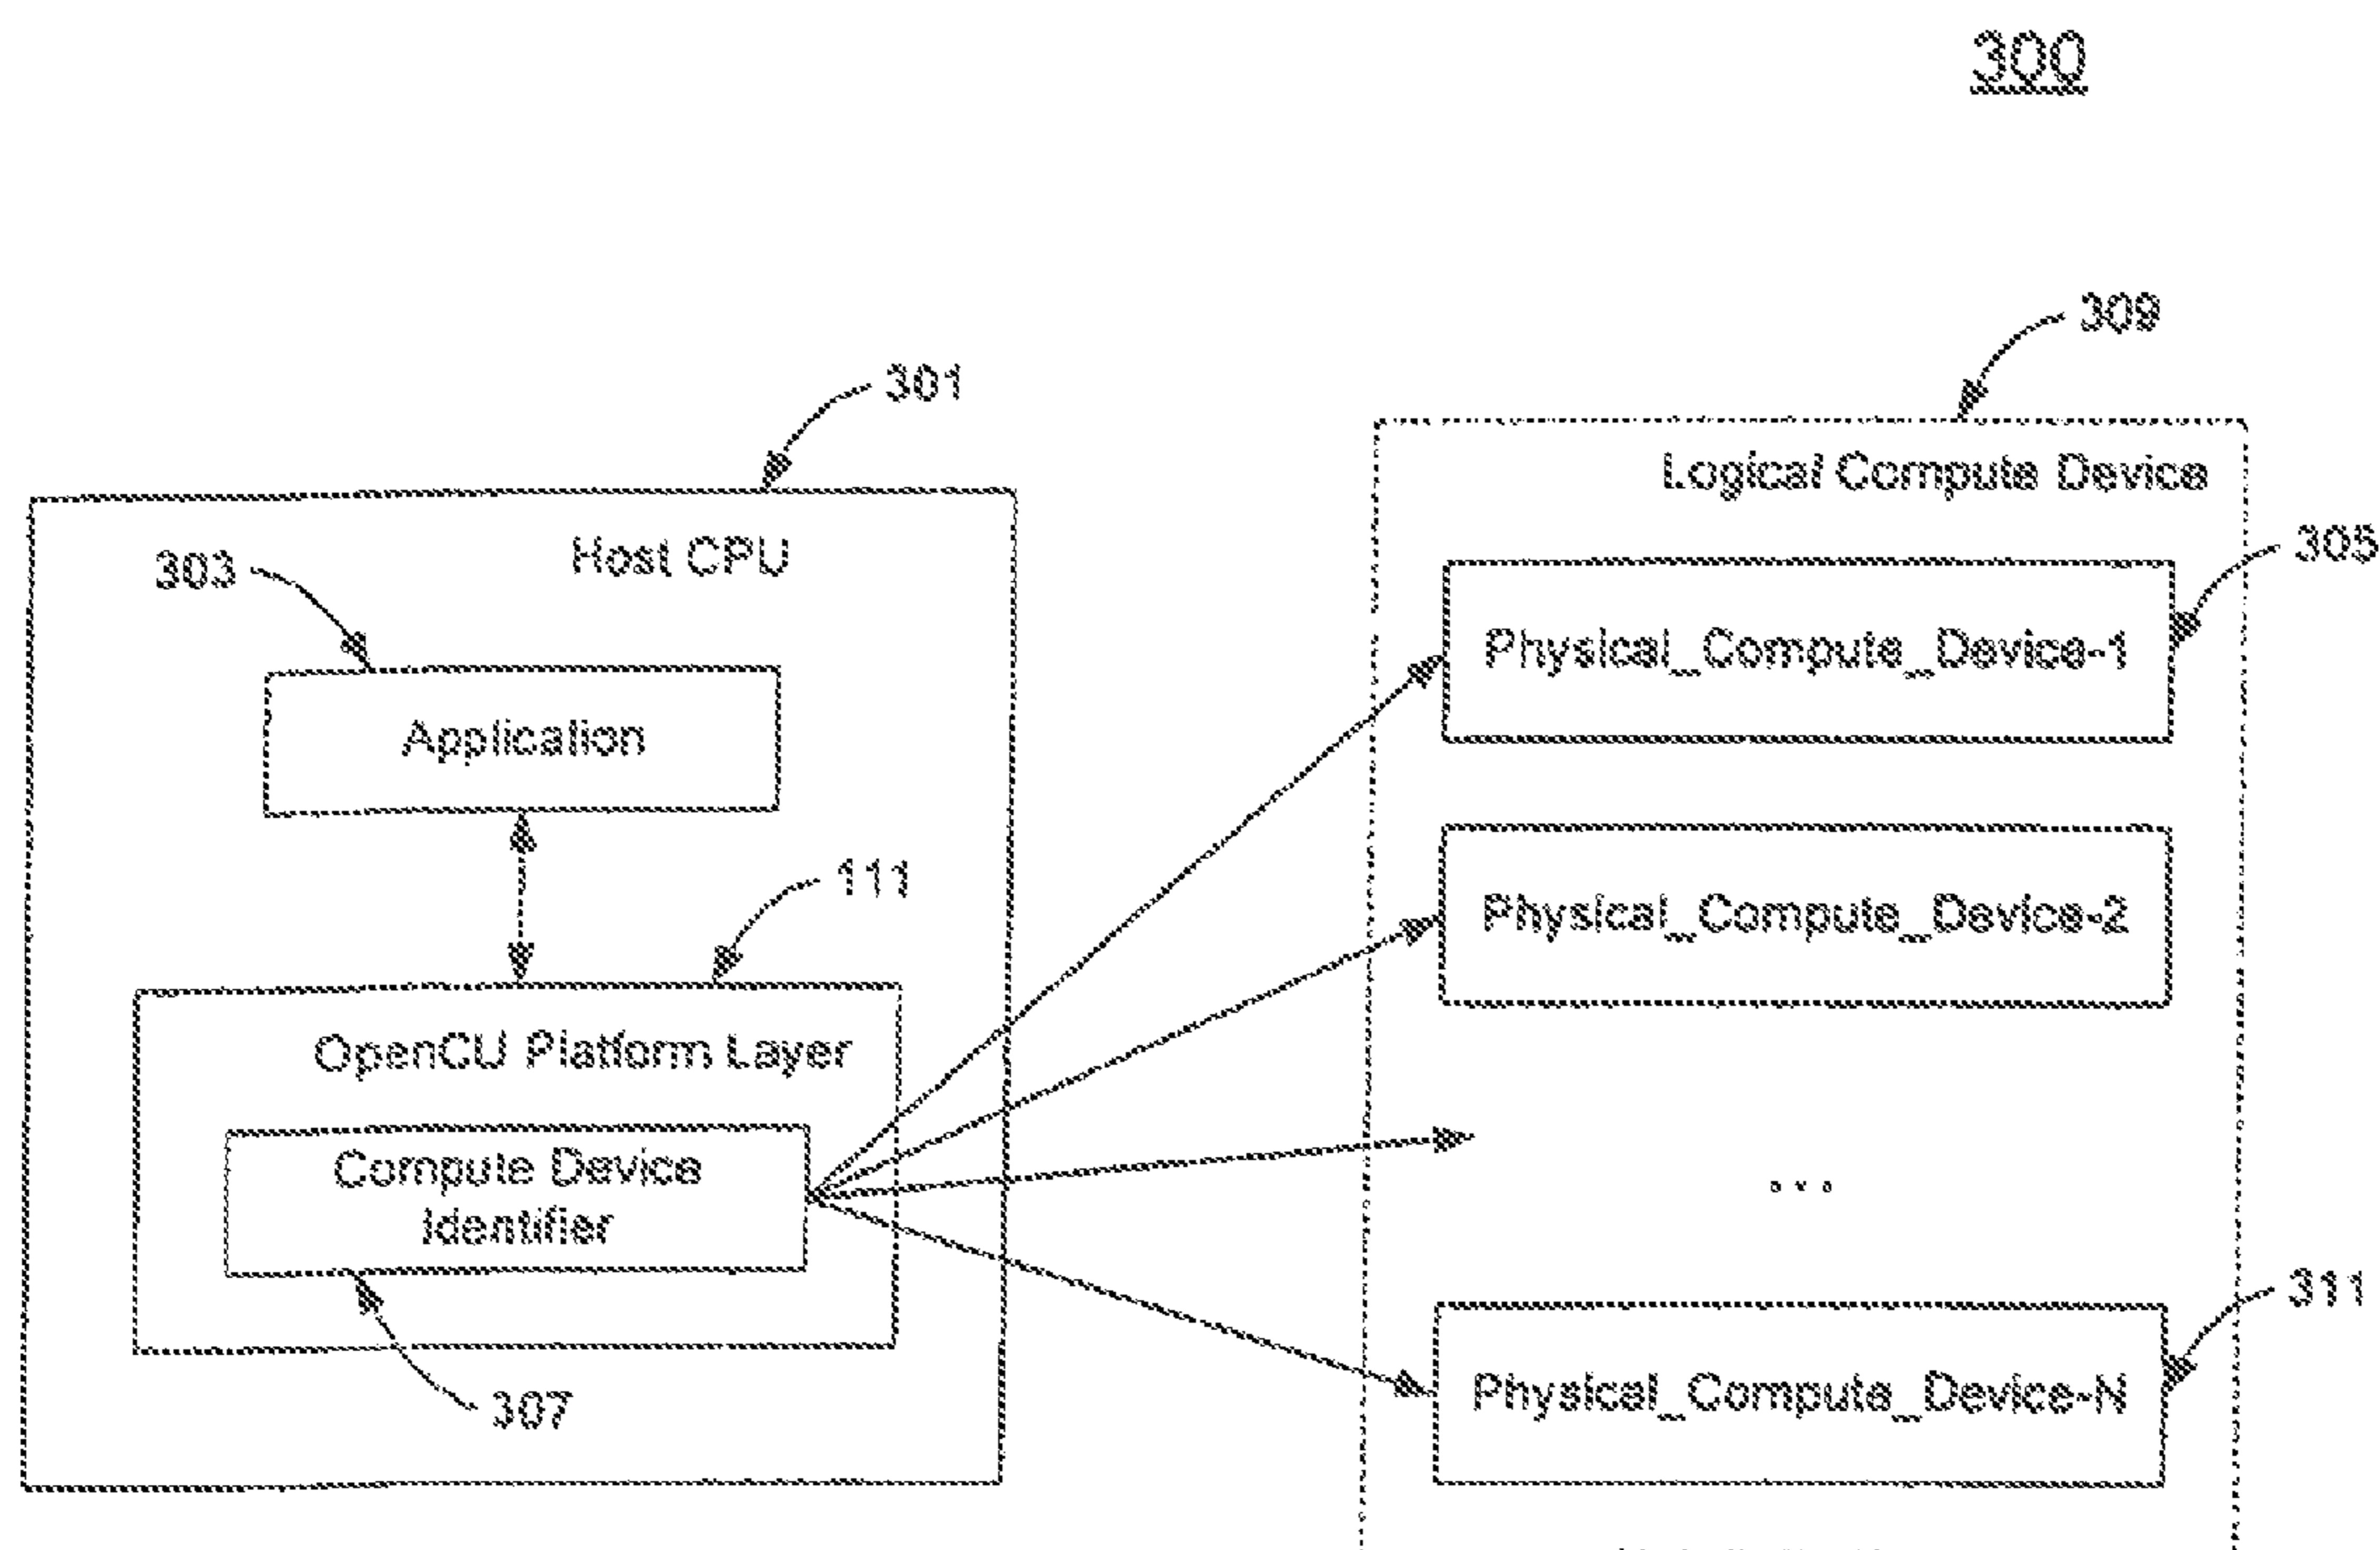 300
309
301
Logical Compute Device
305
Host CPU
303
Physical_Compute_Device-1
Application
Physical_Compute_Device-2
111
OpenCU Platform Layer
Compute Device
Identifier
...
311
Physical_Compute_Device-N
307